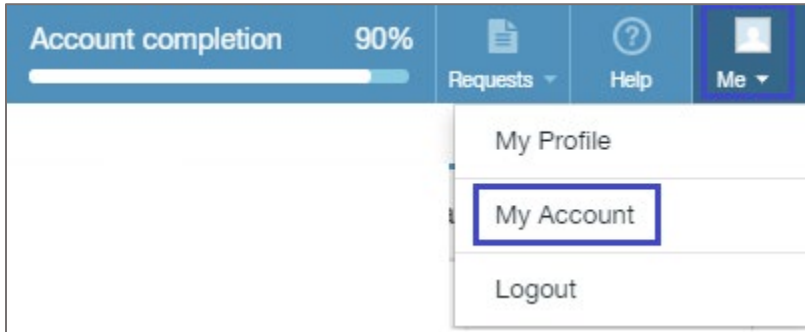 Account completion 90%
Requests
Help
Me
My Profile
My Account
Logout